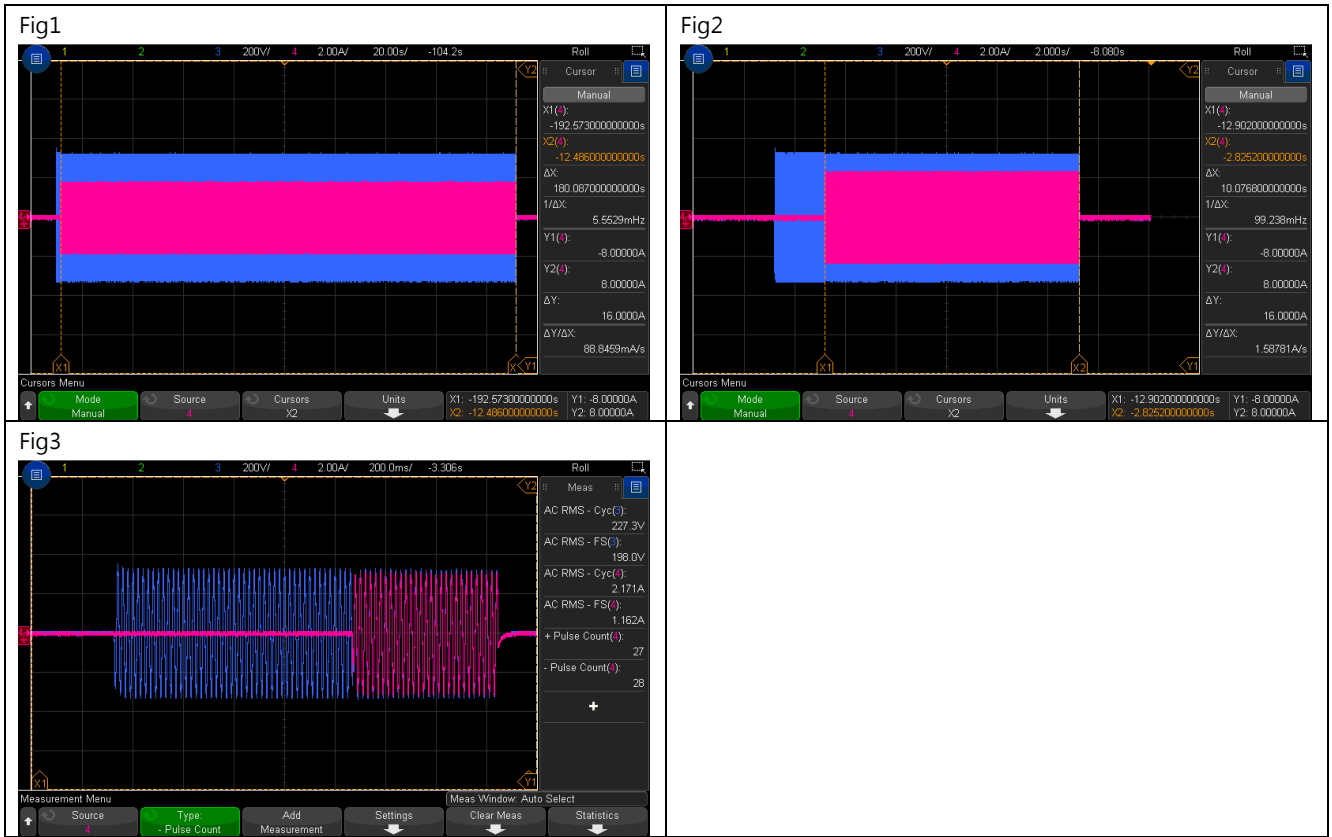 Fig1
1 2 3 200V/ 4 2.00A/ 20.00s/ -104.2s Roll
Y2
Cursor
Manual
X1(4):
-192.573000000000s
X2(4):
-12.486000000000s
ΔX:
180.087000000000s
1/ΔX:
5.5529mHz
Y1(4):
-8.00000A
Y2(4):
8.00000A
ΔY:
16.0000A
ΔY/ΔX:
88.8459mA/s
X1 X Y1
Cursors Menu
Mode
Manual
Source
4
Cursors
X2
Units
X1: -192.573000000000s Y1: -8.00000A
X2: -12.486000000000s Y2: 8.00000A
Fig2
1 2 3 200V/ 4 2.00A/ 2.000s/ -8.080s Roll
Y2
Cursor
Manual
X1(4):
-12.902000000000s
X2(4):
-2.825200000000s
ΔX:
10.076800000000s
1/ΔX:
99.238mHz
Y1(4):
-8.00000A
Y2(4):
8.00000A
ΔY:
16.0000A
ΔY/ΔX:
1.58781A/s
X1 X2 Y1
Cursors Menu
Mode
Manual
Source
4
Cursors
X2
Units
X1: -12.902000000000s Y1: -8.00000A
X2: -2.825200000000s Y2: 8.00000A
Fig3
1 2 3 200V/ 4 2.00A/ 200.0ms/ -3.306s Roll
Y2
Meas
AC RMS - Cyc(3):
227.3V
AC RMS - FS(3):
198.0V
AC RMS - Cyc(4):
2.171A
AC RMS - FS(4):
1.162A
+ Pulse Count(4):
27
- Pulse Count(4):
28
+
X1 Y1
Measurement Menu
Meas Window: Auto Select
Source
4
Type:
- Pulse Count
Add
Measurement
Settings
Clear Meas
Statistics